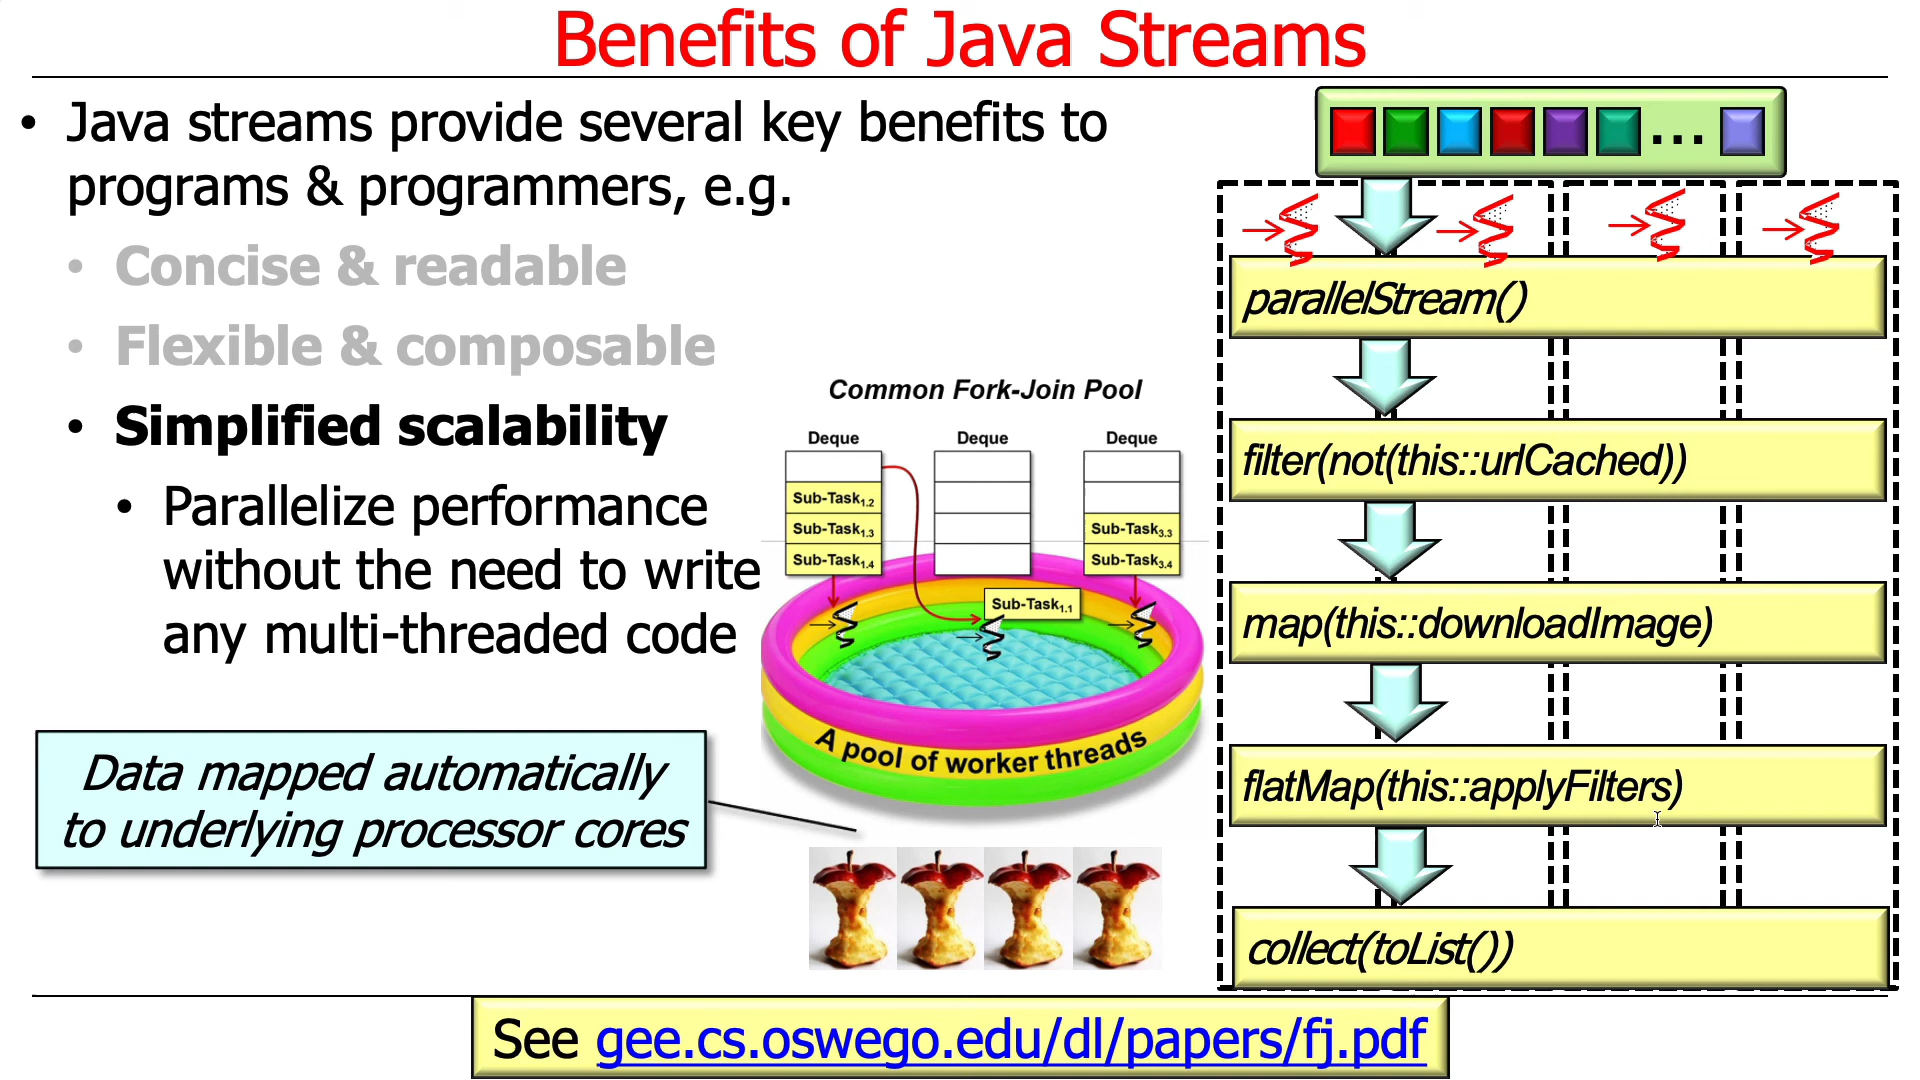 Benefits of Java Streams
• Java streams provide several key benefits to
programs & programmers, e.g.
• Concise & readable
• Flexible & composable
• Simplified scalability
• Parallelize performance
without the need to write
any multi-threaded code
Data mapped automatically
to underlying processor cores
Common Fork-Join Pool
Deque
Deque
Deque
Sub-Task1.2
Sub-Task1.3
Sub-Task1.4
Sub-Task3.3
Sub-Task3.4
Sub-Task1.1
A pool of worker threads
...
parallelStream()
filter(not(this::urlCached))
map(this::downloadImage)
flatMap(this::applyFilters)
collect(toList())
See gee.cs.oswego.edu/dl/papers/fj.pdf